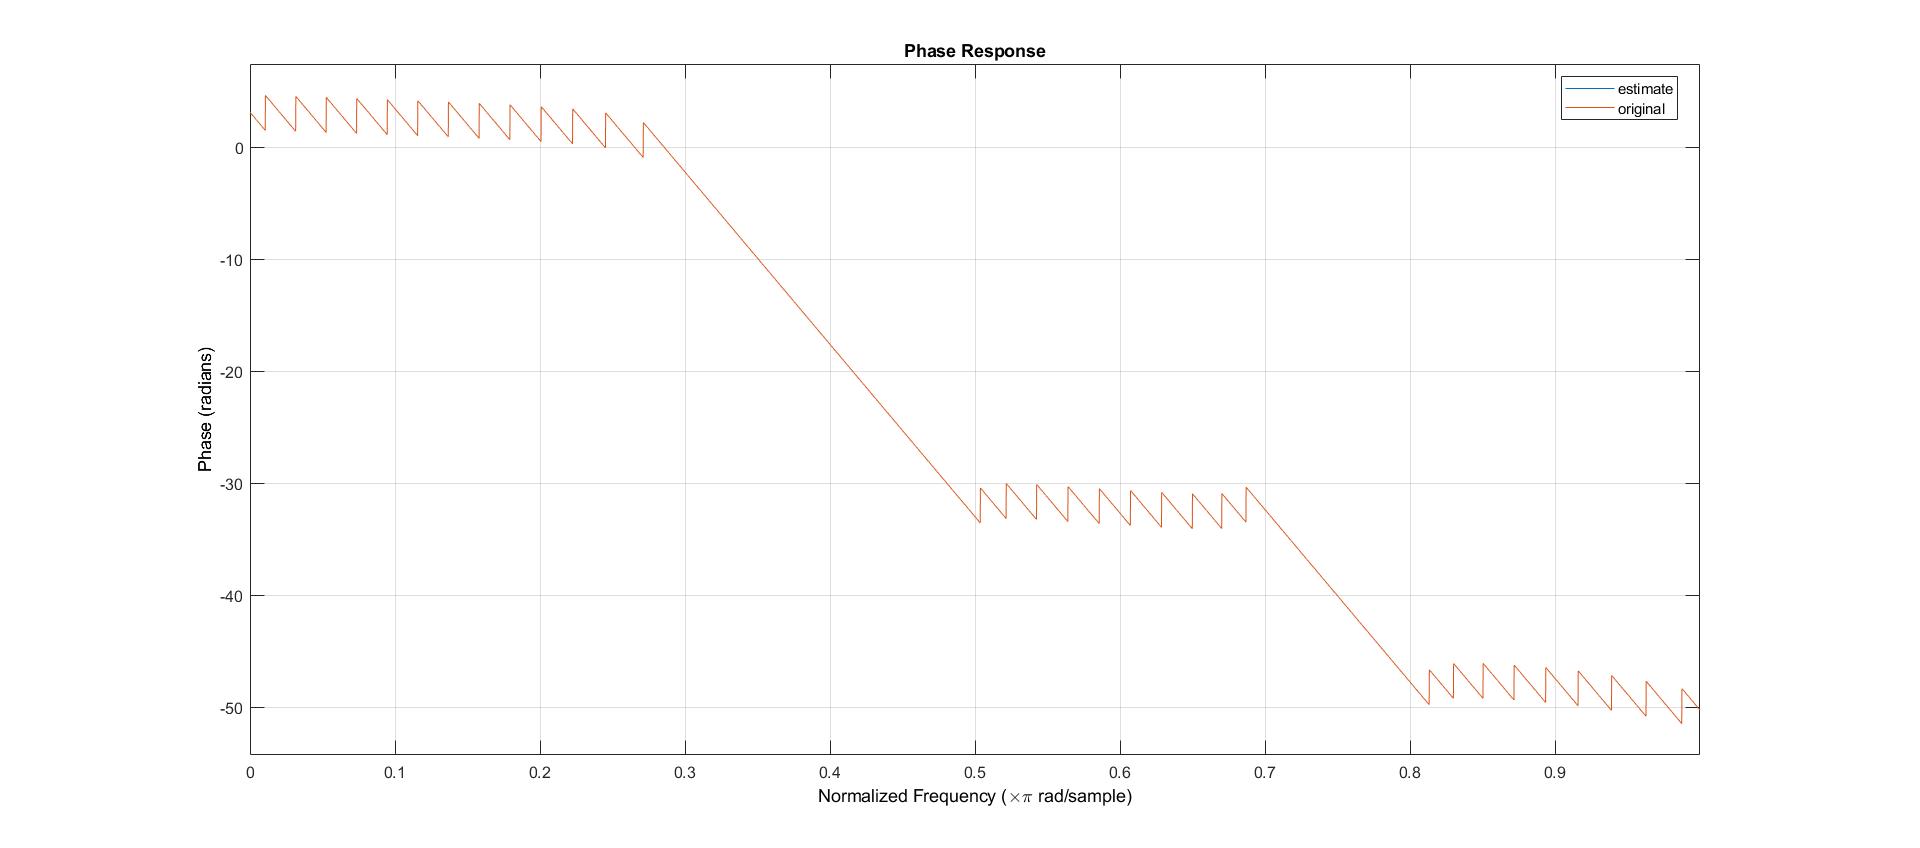 Phase Response
estimate
original
0
-10
-20
-30
-40
-50
Phase (radians)
0 0.1 0.2 0.3 0.4 0.5 0.6 0.7 0.8 0.9
Normalized Frequency (×π rad/sample)